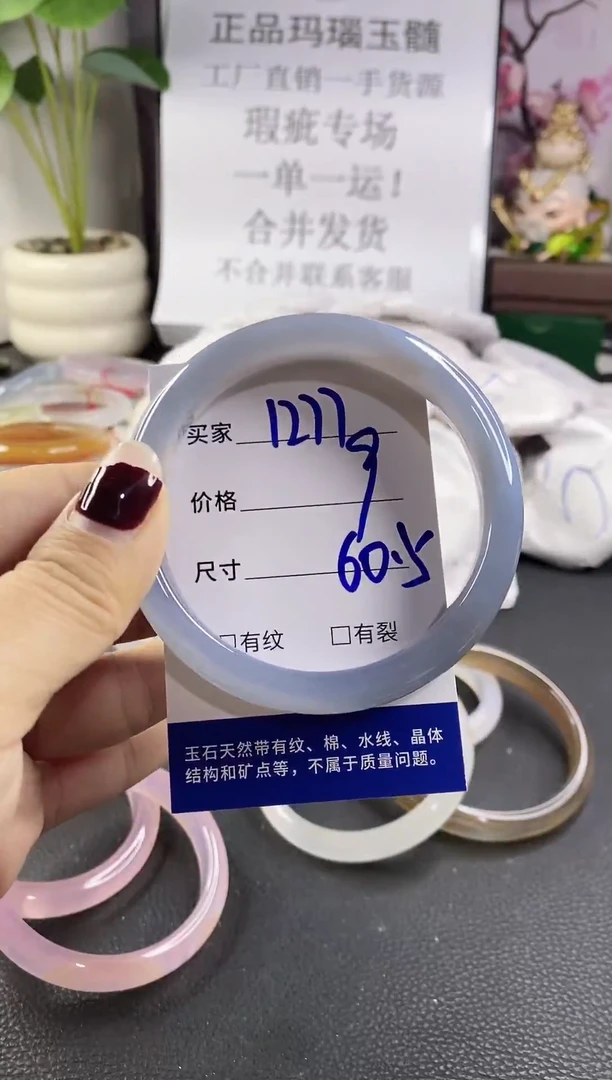 正品玛瑙玉髓
工厂直销一手货源
瑕疵专场
一单一运！
合并发货
不合并联系客服
买家 1277
价格
尺寸 60.5
□有纹 □有裂
玉石天然带有纹、棉、水线、晶体
结构和矿点等，不属于质量问题。